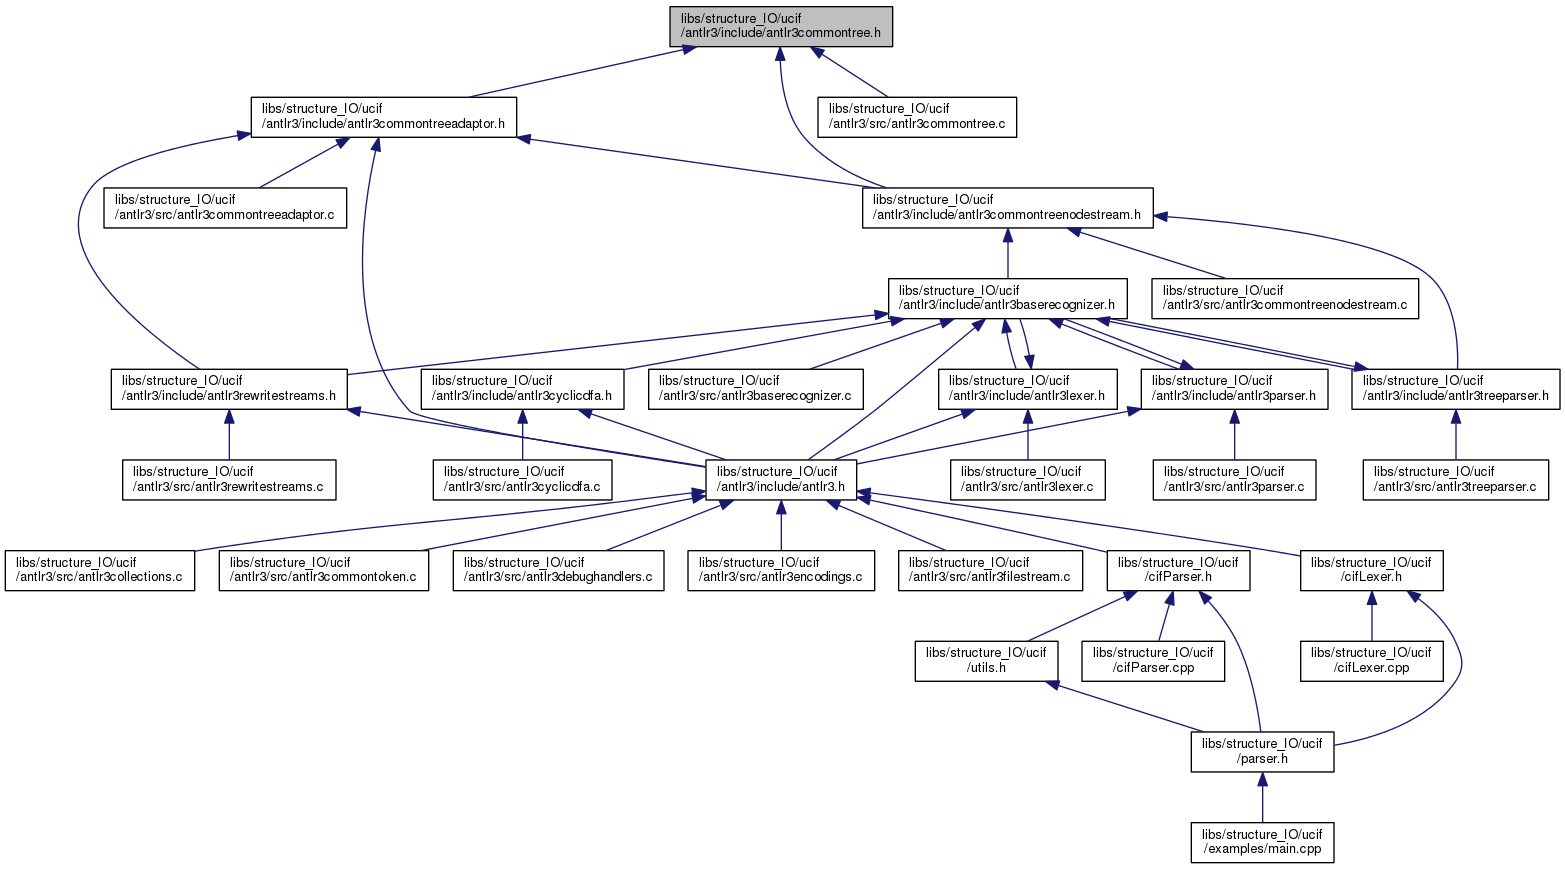 libs/structure_IO/ucif
/antlr3/include/antlr3commontree.h
libs/structure_IO/ucif
/antlr3/include/antlr3commontreeadaptor.h
libs/structure_IO/ucif
/antlr3/src/antlr3commontree.c
libs/structure_IO/ucif
/antlr3/src/antlr3commontreeadaptor.c
libs/structure_IO/ucif
/antlr3/include/antlr3commontreenodestream.h
libs/structure_IO/ucif
/antlr3/include/antlr3baserecognizer.h
libs/structure_IO/ucif
/antlr3/src/antlr3commontreenodestream.c
libs/structure_IO/ucif
/antlr3/include/antlr3rewritestreams.h
libs/structure_IO/ucif
/antlr3/include/antlr3cyclicdfa.h
libs/structure_IO/ucif
/antlr3/src/antlr3baserecognizer.c
libs/structure_IO/ucif
/antlr3/include/antlr3lexer.h
libs/structure_IO/ucif
/antlr3/include/antlr3parser.h
libs/structure_IO/ucif
/antlr3/include/antlr3treeparser.h
libs/structure_IO/ucif
/antlr3/src/antlr3rewritestreams.c
libs/structure_IO/ucif
/antlr3/src/antlr3cyclicdfa.c
libs/structure_IO/ucif
/antlr3/include/antlr3.h
libs/structure_IO/ucif
/antlr3/src/antlr3lexer.c
libs/structure_IO/ucif
/antlr3/src/antlr3parser.c
libs/structure_IO/ucif
/antlr3/src/antlr3treeparser.c
libs/structure_IO/ucif
/antlr3/src/antlr3collections.c
libs/structure_IO/ucif
/antlr3/src/antlr3commontoken.c
libs/structure_IO/ucif
/antlr3/src/antlr3debughandlers.c
libs/structure_IO/ucif
/antlr3/src/antlr3encodings.c
libs/structure_IO/ucif
/antlr3/src/antlr3filestream.c
libs/structure_IO/ucif
/cifParser.h
libs/structure_IO/ucif
/cifLexer.h
libs/structure_IO/ucif
/utils.h
libs/structure_IO/ucif
/cifParser.cpp
libs/structure_IO/ucif
/cifLexer.cpp
libs/structure_IO/ucif
/parser.h
libs/structure_IO/ucif
/examples/main.cpp